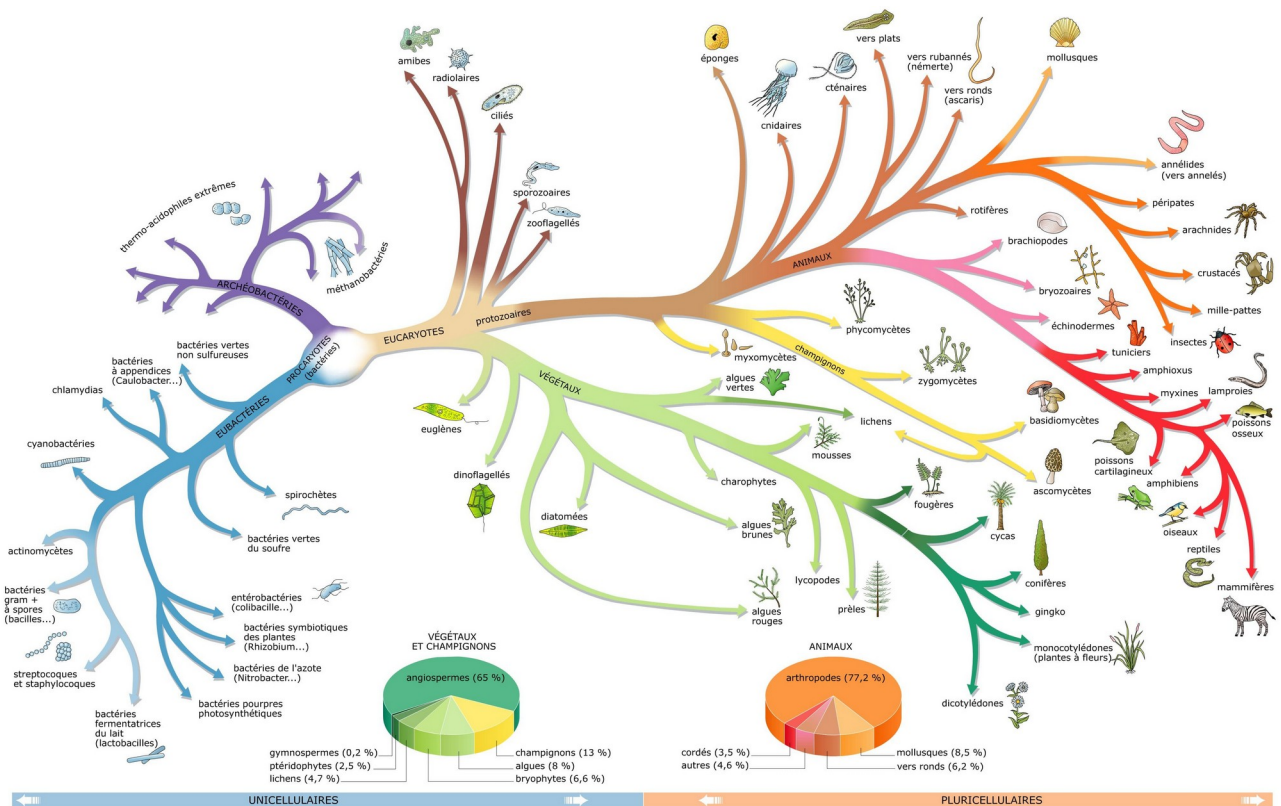 amibes
radiolaires
ciliés
sporozoaires
zooflagellés
éponges
cnidaires
cténaires
vers plats
vers rubannés
(némerte)
vers ronds
(ascaris)
mollusques
annélides
(vers annelés)
péripates
arachnides
crustacés
mille-pattes
insectes
rotifères
brachiopodes
bryozoaires
échinodermes
tuniciers
amphioxus
myxines
lamproies
poissons
osseux
poissons
cartilagineux
amphibiens
oiseaux
reptiles
mammifères
thermo-acidophiles extrêmes
méthanobactéries
ARCHÉOBACTÉRIES
PROCARYOTES
(bactéries)
EUCARYOTES
protozoaires
ANIMAUX
champignons
VÉGÉTAUX
EUBACTÉRIES
bactéries vertes
non sulfureuses
bactéries
à appendices
(Caulobacter...)
chlamydias
cyanobactéries
actinomycètes
bactéries
gram +
à spores
(bacilles...)
streptocoques
et staphylocoques
bactéries
fermentatrices
du lait
(lactobacilles)
spirochètes
bactéries vertes
du soufre
entérobactéries
(colibacille...)
bactéries symbiotiques
des plantes
(Rhizobium...)
bactéries de l'azote
(Nitrobacter...)
bactéries pourpres
photosynthétiques
euglènes
dinoflagellés
diatomées
myxomycètes
phycomycètes
zygomycètes
basidiomycètes
ascomycètes
algues
vertes
lichens
mousses
charophytes
algues
brunes
algues
rouges
lycopodes
prèles
fougères
cycas
conifères
gingko
monocotylédones
(plantes à fleurs)
dicotylédones
VÉGÉTAUX
ET CHAMPIGNONS
angiospermes (65 %)
gymnospermes (0,2 %)
ptéridophytes (2,5 %)
lichens (4,7 %)
champignons (13 %)
algues (8 %)
bryophytes (6,6 %)
ANIMAUX
arthropodes (77,2 %)
cordés (3,5 %)
autres (4,6 %)
mollusques (8,5 %)
vers ronds (6,2 %)
UNICELLULAIRES
PLURICELLULAIRES